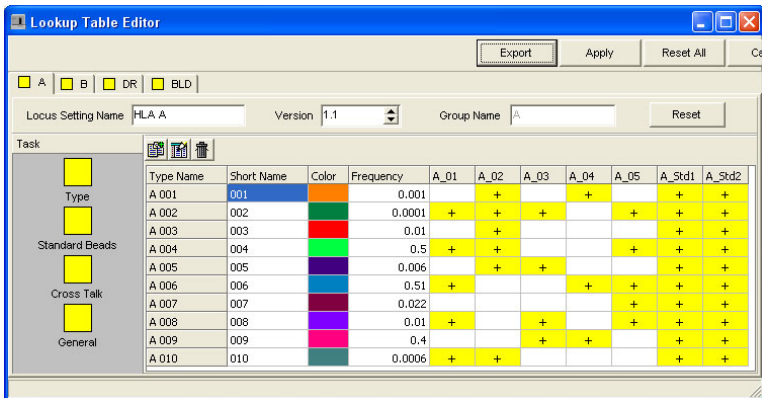 Lookup Table Editor
Export Apply Reset All
A B DR BLD
Locus Setting Name HLA A Version 1.1 Group Name A Reset
Task
Type
Standard Beads
Cross Talk
General
Type Name Short Name Color Frequency A_01 A_02 A_03 A_04 A_05 A_Std1 A_Std2
A 001 001 0.001 + + + +
A 002 002 0.0001 + + + + + +
A 003 003 0.01 + + +
A 004 004 0.5 + + + + +
A 005 005 0.006 + + + +
A 006 006 0.51 + + + + +
A 007 007 0.022 + + +
A 008 008 0.01 + + + + +
A 009 009 0.4 + + + +
A 010 010 0.0006 + + + +